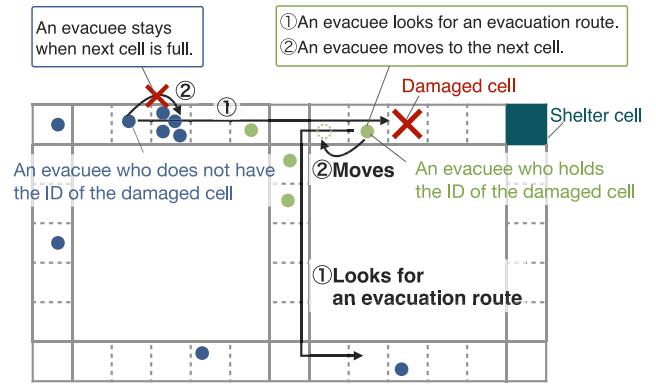 An evacuee stays
when next cell is full.
①An evacuee looks for an evacuation route.
②An evacuee moves to the next cell.
②
①
Damaged cell
Shelter cell
An evacuee who does not have
the ID of the damaged cell
②Moves
An evacuee who holds
the ID of the damaged cell
①Looks for
an evacuation route